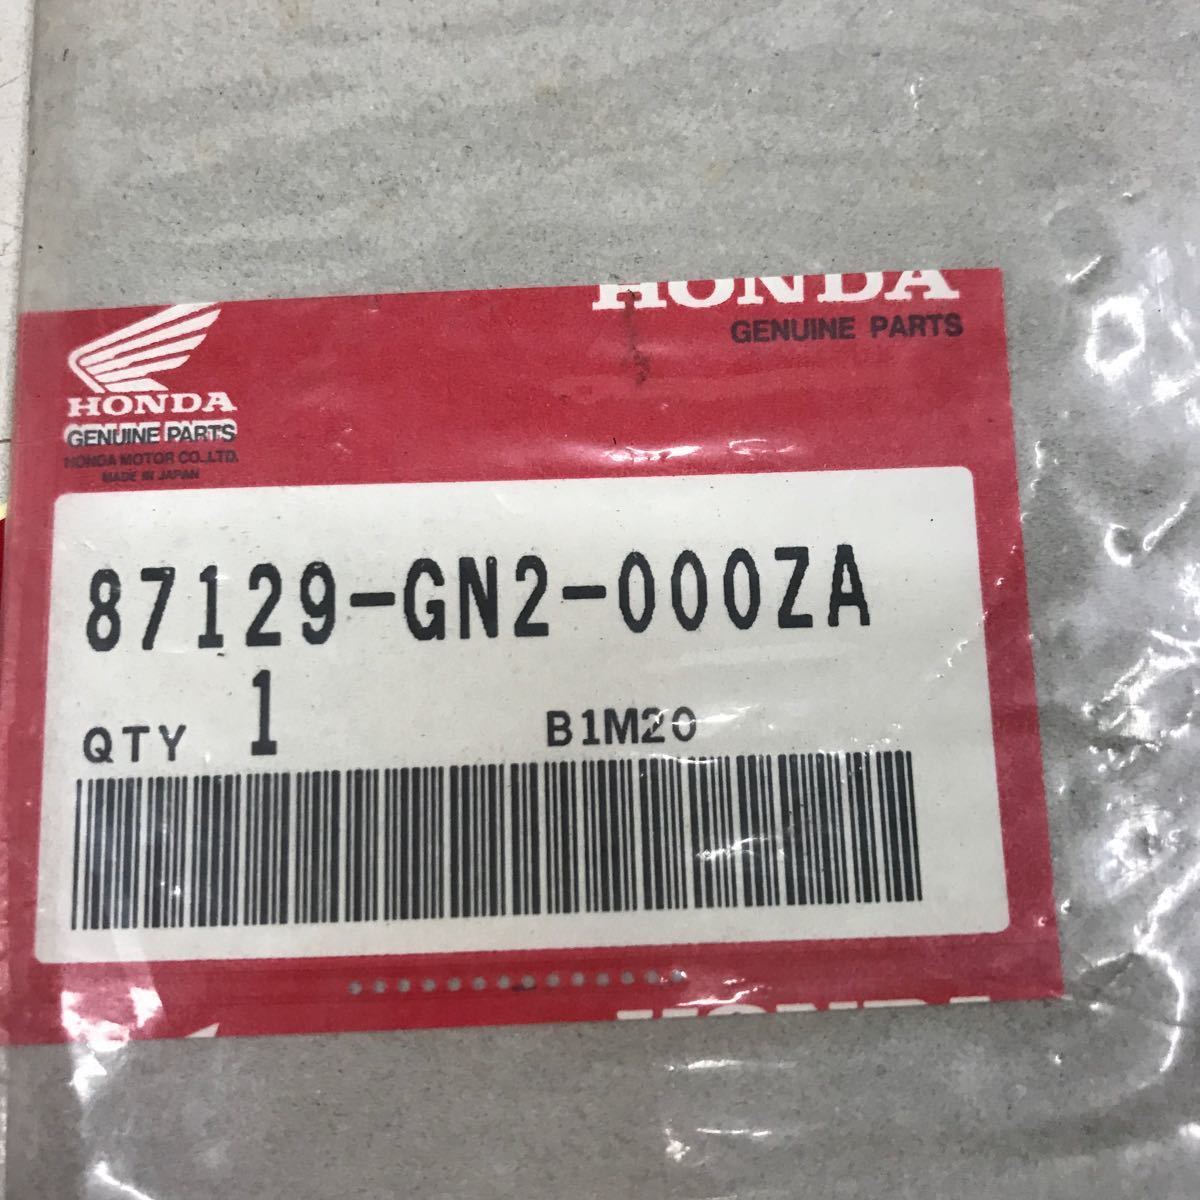 HONDA
GENUINE PARTS
HONDA
GENUINE PARTS
HONDA MOTOR CO.,LTD.
MADE IN JAPAN
87129-GN2-000ZA
QTY 1 B1M20
HONDA